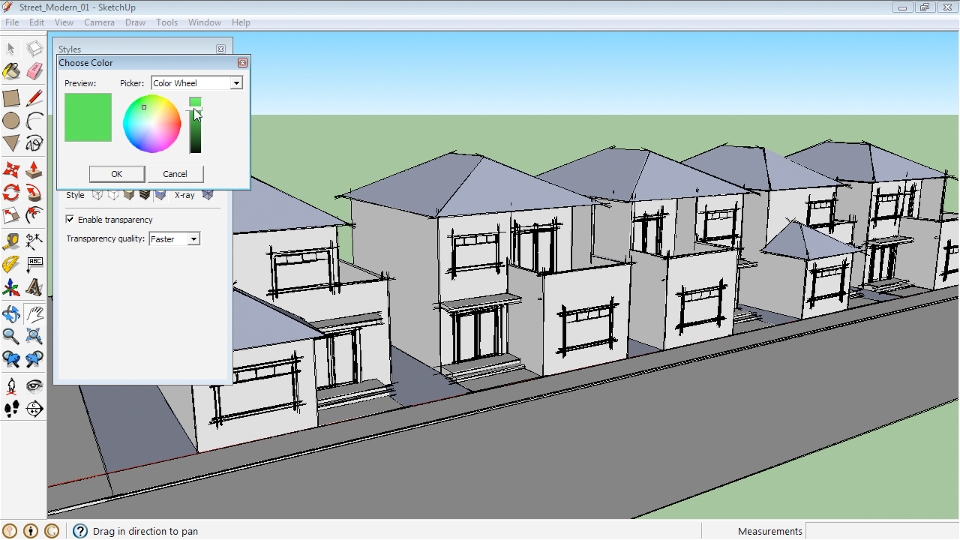 Street_Modern_01 - SketchUp
File Edit View Camera Draw Tools Window Help
Styles
Choose Color
Preview: Picker: Color Wheel
OK Cancel
Style X-ray
Enable transparency
Transparency quality: Faster
ABC
A
Drag in direction to pan Measurements